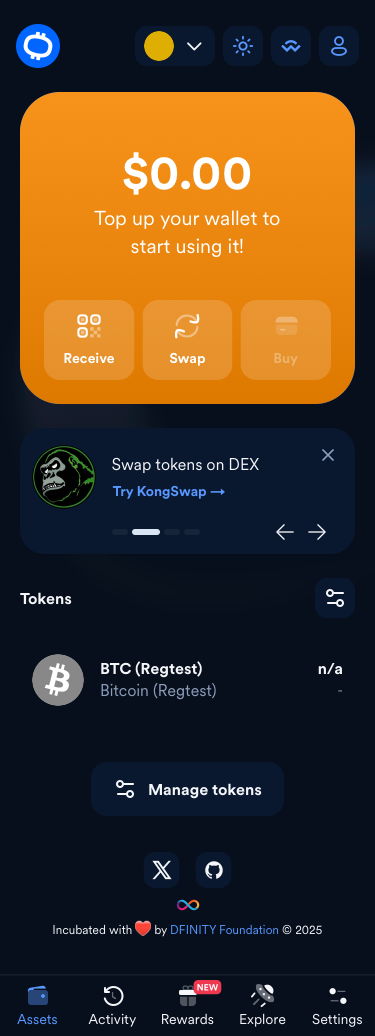 $0.00
Top up your wallet to
start using it!
Receive
Swap
Buy
Swap tokens on DEX
Try KongSwap →
Tokens
BTC (Regtest)
n/a
Bitcoin (Regtest)
-
Manage tokens
Incubated with ❤️ by DFINITY Foundation © 2025
NEW
Assets
Activity
Rewards
Explore
Settings